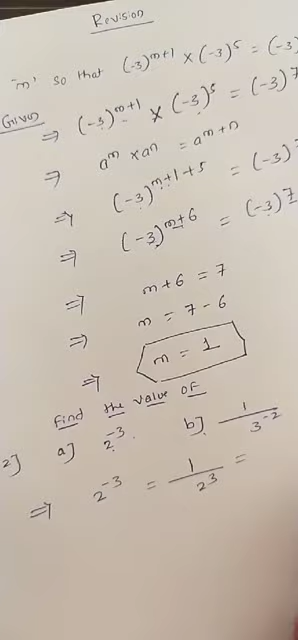 Revision
'm' so that (-3)^{m+1} × (-3)^5 = (-3)
Given ⇒ (-3)^{m+1} × (-3)^5 = (-3)^7
⇒ a^m × a^n = a^{m+n}
⇒ (-3)^{m+1+5} = (-3)^7
⇒ (-3)^{m+6} = (-3)^7
⇒ m+6 = 7
⇒ m = 7-6
⇒ m = 1
Find the value of
2] a] 2^{-3}. b] 1/3^{-2}
⇒ 2^{-3} = 1/2^3 =